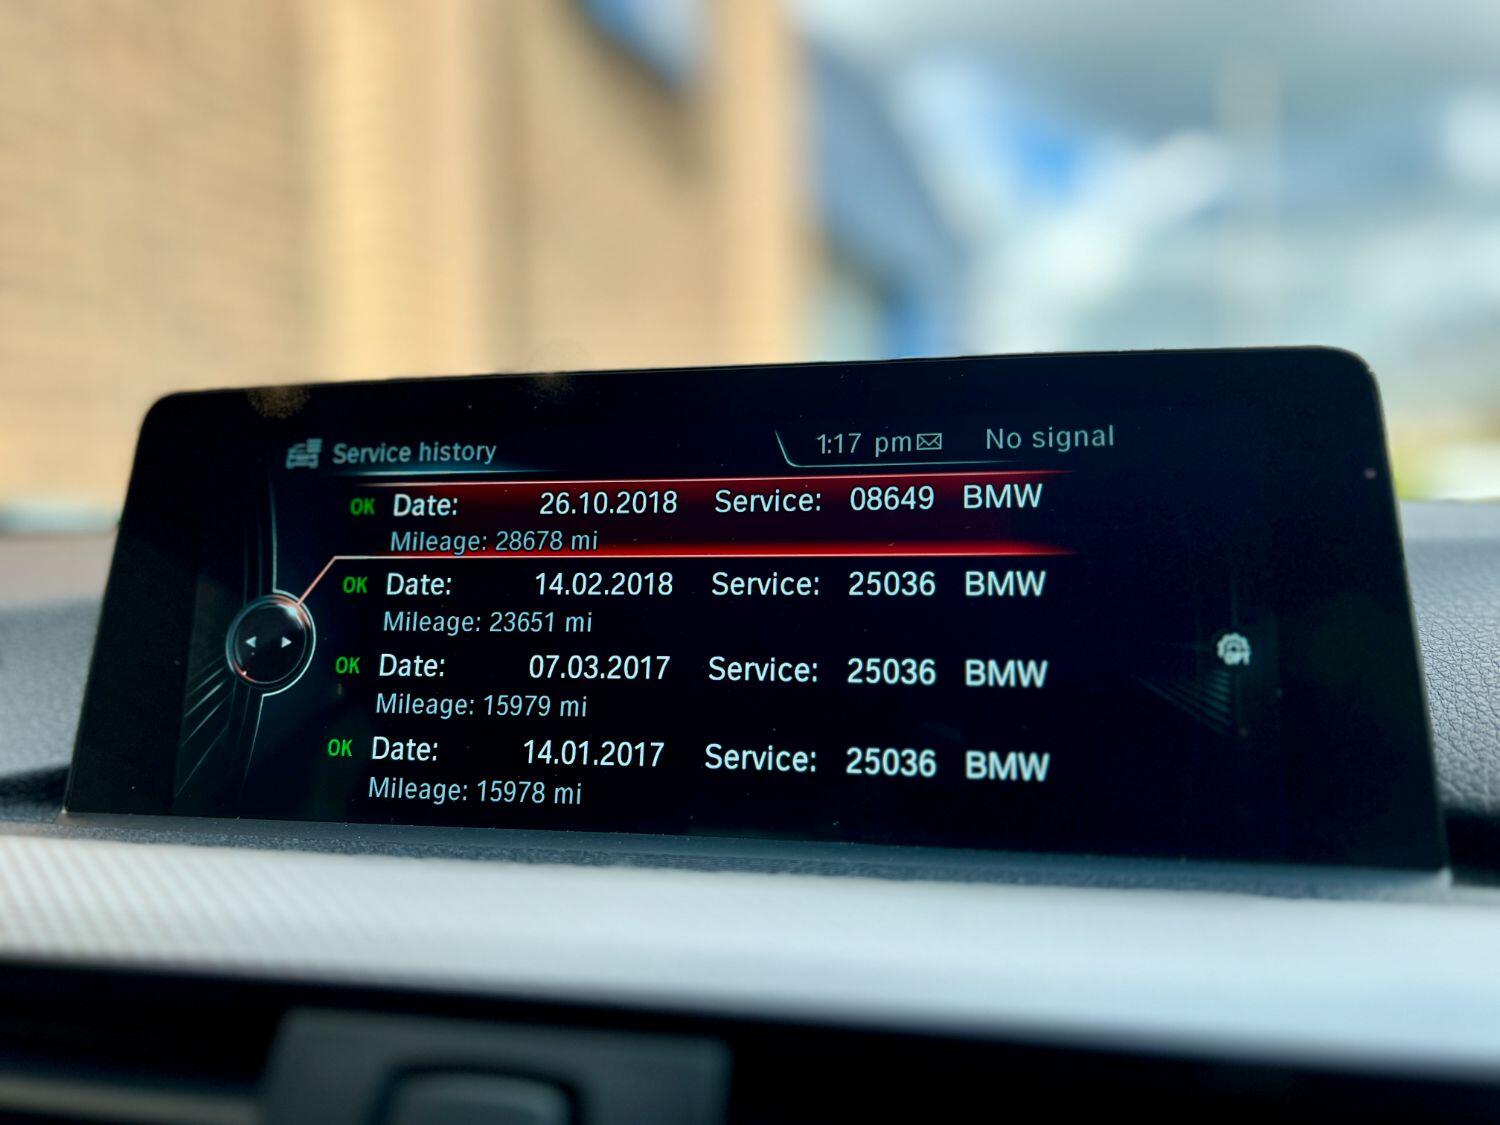 Service history 1:17 pm No signal
OK Date: 26.10.2018 Service: 08649 BMW
Mileage: 28678 mi
OK Date: 14.02.2018 Service: 25036 BMW
Mileage: 23651 mi
OK Date: 07.03.2017 Service: 25036 BMW
Mileage: 15979 mi
OK Date: 14.01.2017 Service: 25036 BMW
Mileage: 15978 mi